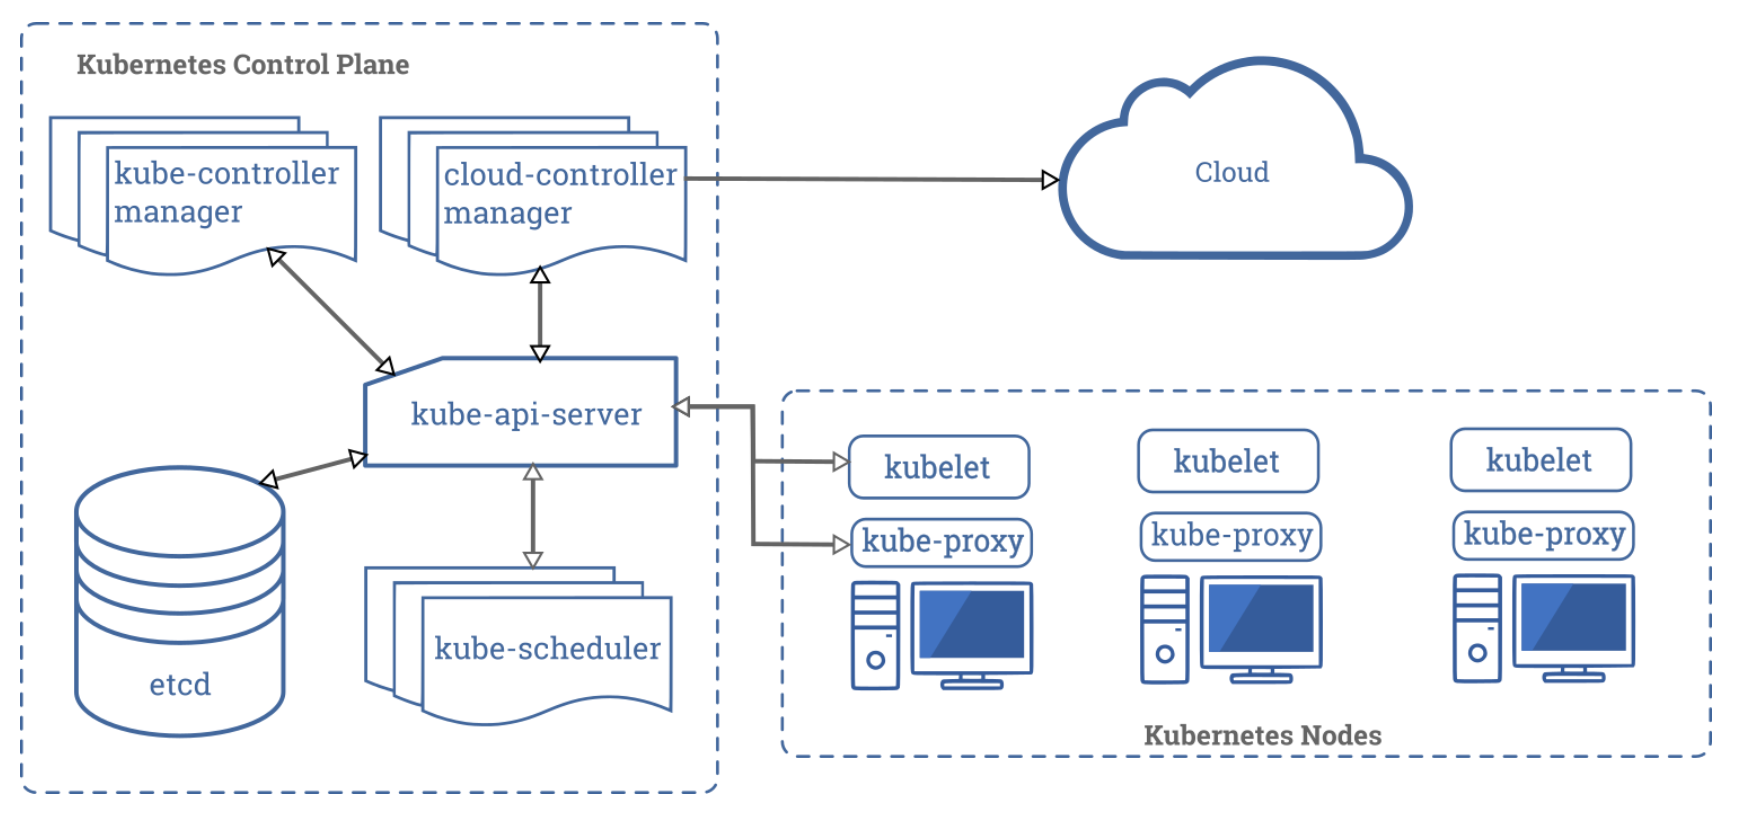 Kubernetes Control Plane
kube-controller
manager
cloud-controller
manager
Cloud
kube-api-server
etcd
kube-scheduler
kubelet
kube-proxy
kubelet
kube-proxy
kubelet
kube-proxy
Kubernetes Nodes